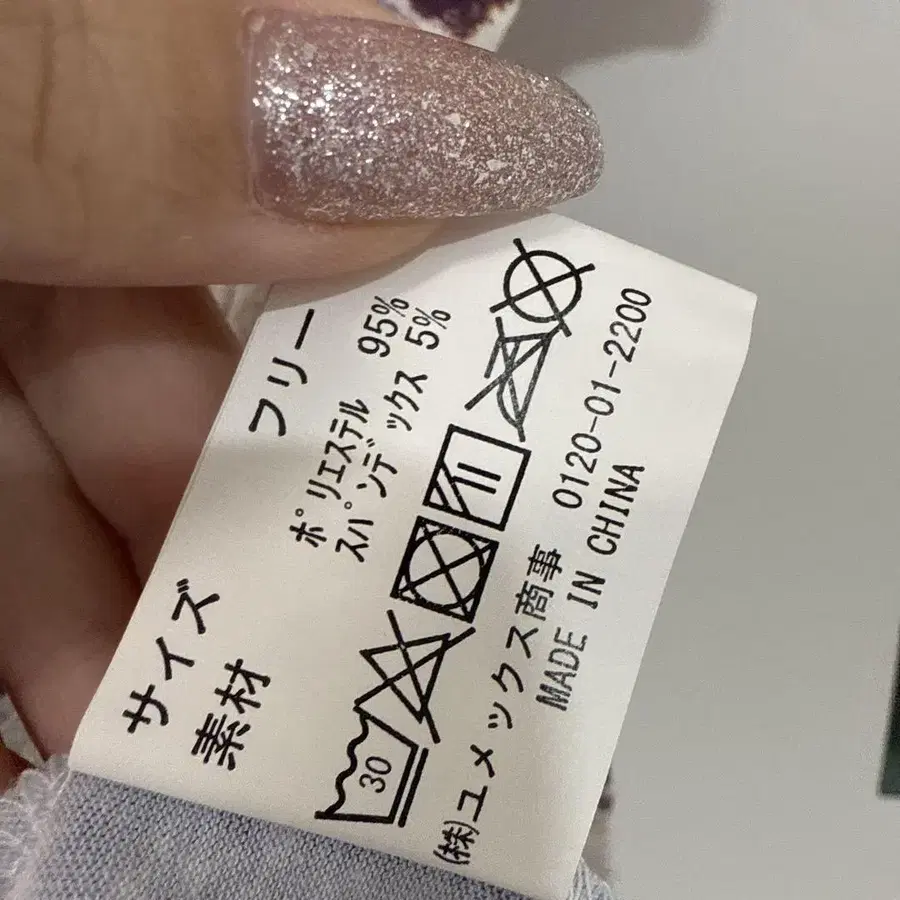 サイズ フリー
素材 ポリエステル 95%
スパンデックス 5%
30
(株)ユメックス商事 0120-01-2200
MADE IN CHINA